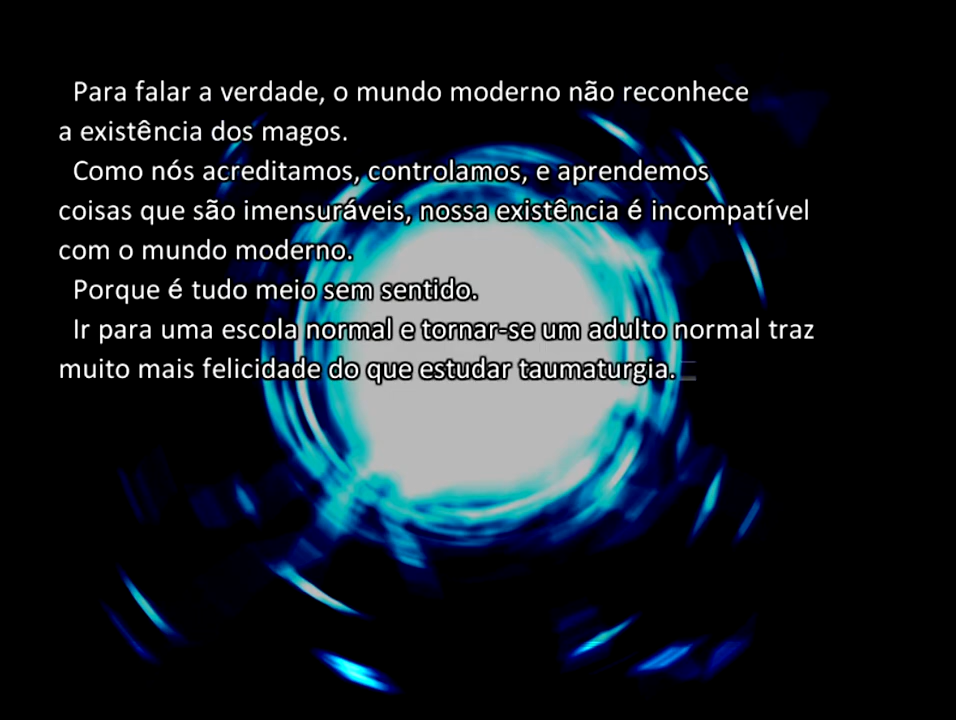 Para falar a verdade, o mundo moderno não reconhece
a existência dos magos.
Como nós acreditamos, controlamos, e aprendemos
coisas que são imensuráveis, nossa existência é incompatível
com o mundo moderno.
Porque é tudo meio sem sentido.
Ir para uma escola normal e tornar-se um adulto normal traz
muito mais felicidade do que estudar taumaturgia.